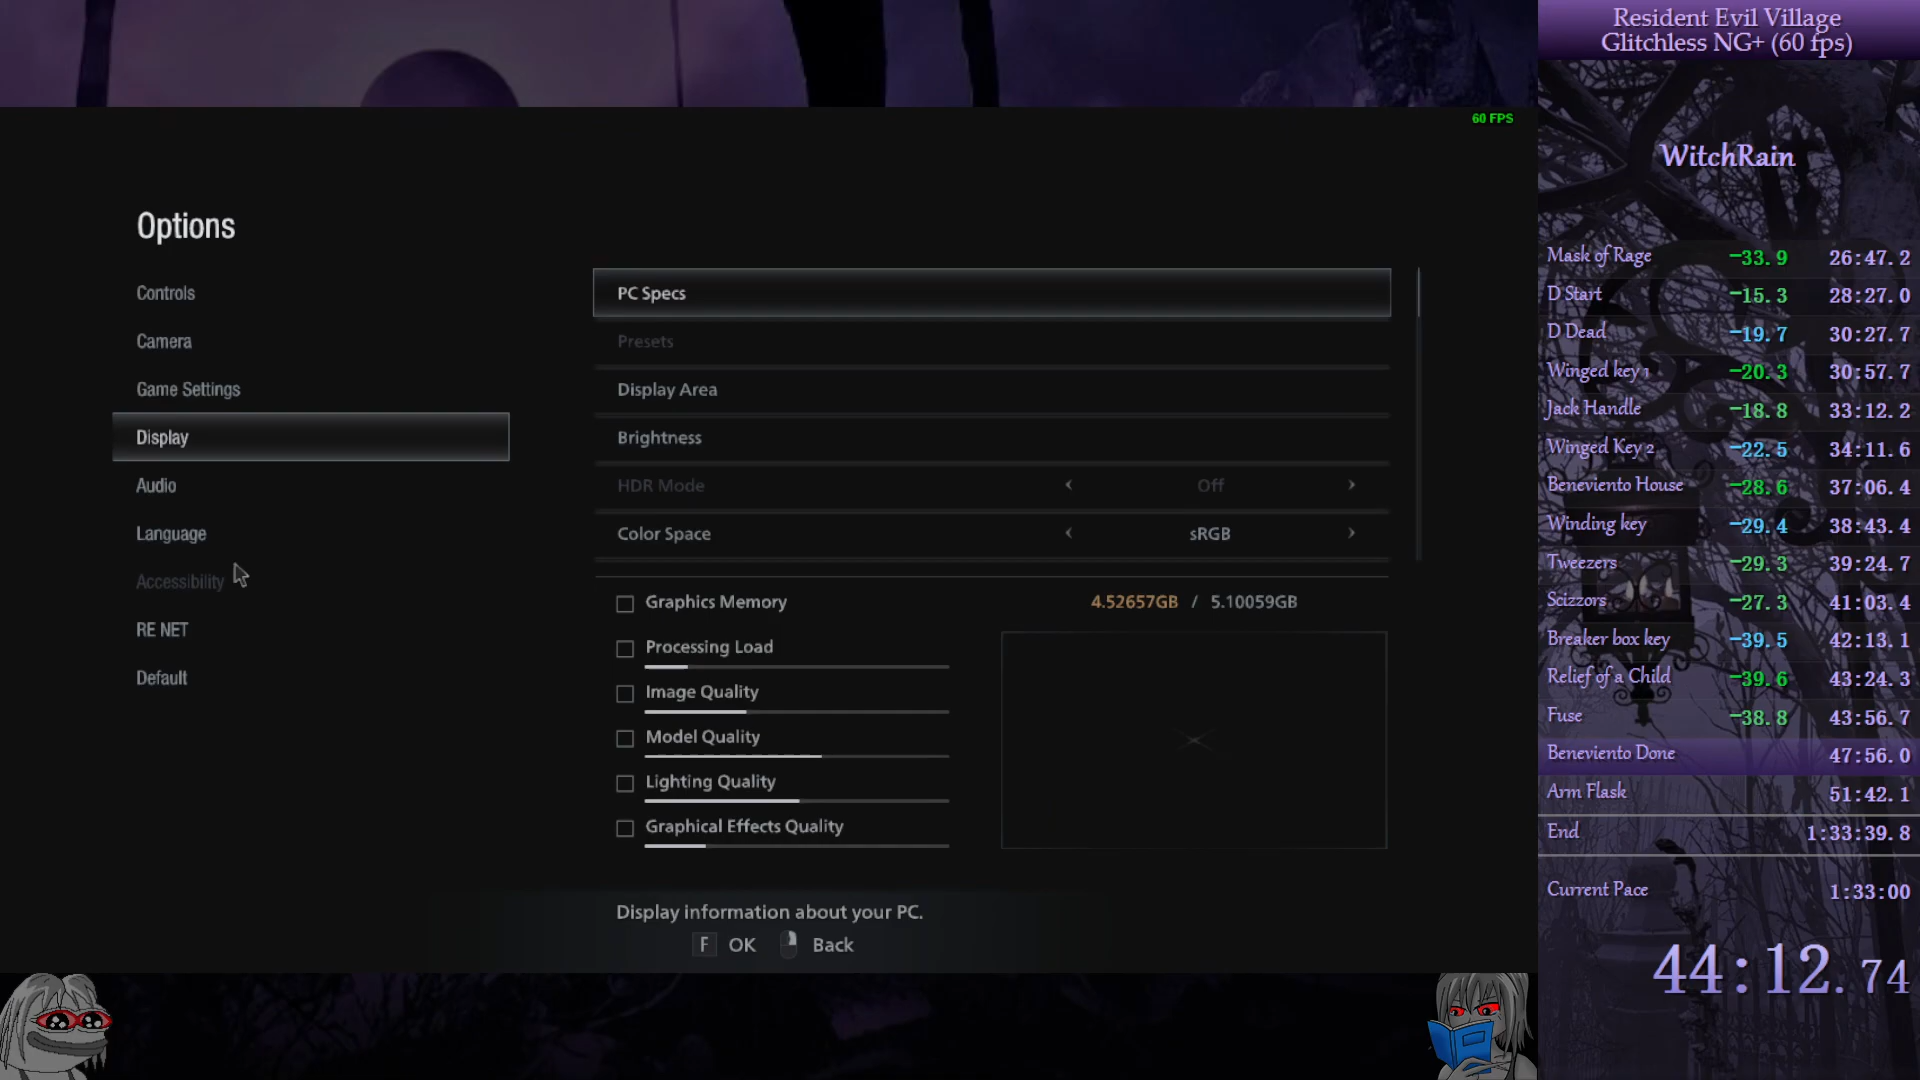 Resident Evil Village
Glitchless NG+ (60 fps)
60 FPS
WitchRain
Options
Controls
Camera
Game Settings
Display
Audio
Language
Accessibility
RE NET
Default
PC Specs
Presets
Display Area
Brightness
HDR Mode < Off >
Color Space < sRGB >
Graphics Memory 4.52657GB / 5.10059GB
Processing Load
Image Quality
Model Quality
Lighting Quality
Graphical Effects Quality
Display information about your PC.
F OK Back
Mask of Rage -33.9 26:47.2
D Start -15.3 28:27.0
D Dead -19.7 30:27.7
Winged key 1 -20.3 30:57.7
Jack Handle -18.8 33:12.2
Winged Key 2 -22.5 34:11.6
Beneviento House -28.6 37:06.4
Winding key -29.4 38:43.4
Tweezers -29.3 39:24.7
Scizzors -27.3 41:03.4
Breaker box key -39.5 42:13.1
Relief of a Child -39.6 43:24.3
Fuse -38.8 43:56.7
Beneviento Done 47:56.0
Arm Flask 51:42.1
End 1:33:39.8
Current Pace 1:33:00
44:12.74